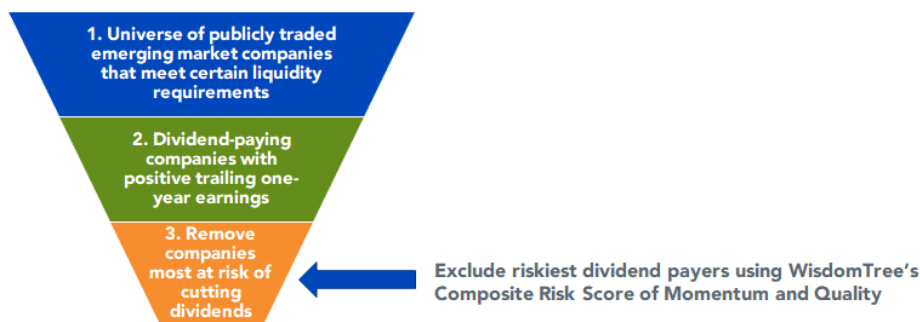 1. Universe of publicly traded
emerging market companies
that meet certain liquidity
requirements
2. Dividend-paying
companies with
positive trailing one-
year earnings
3. Remove
companies
most at risk of
cutting
dividends
Exclude riskiest dividend payers using WisdomTree's
Composite Risk Score of Momentum and Quality